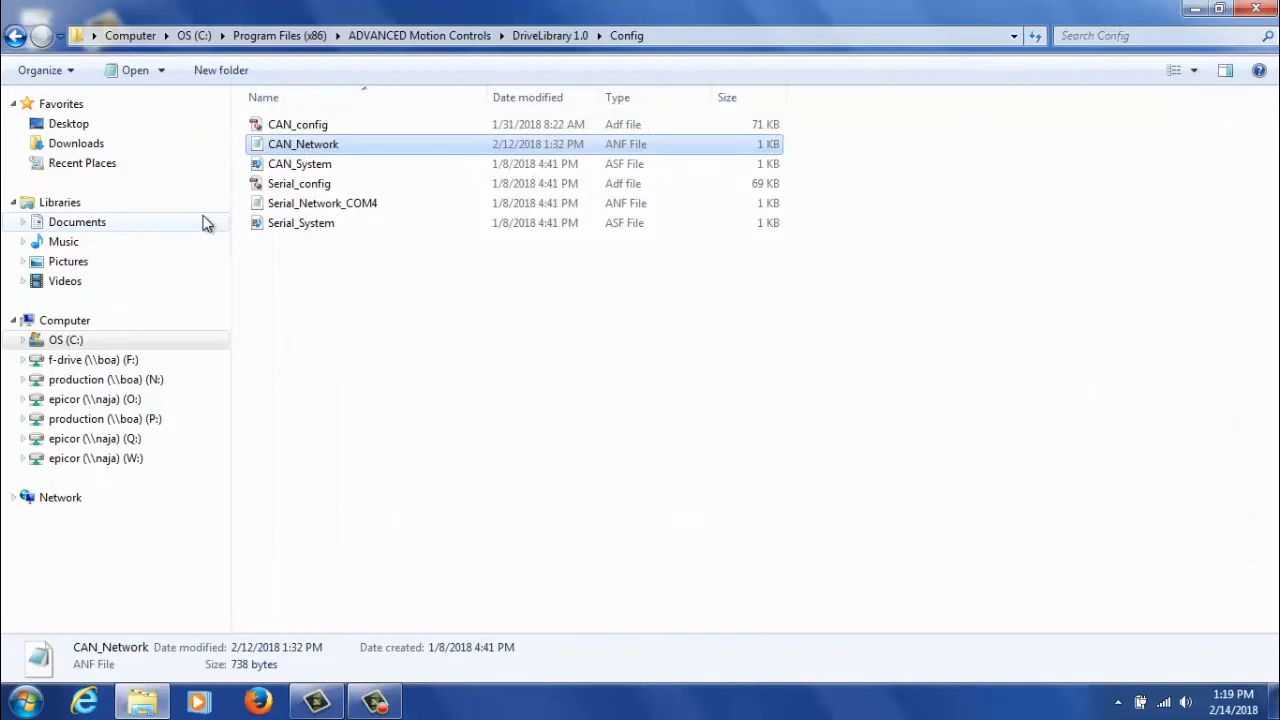 Computer OS (C:) Program Files (x86) ADVANCED Motion Controls DriveLibrary1.0 Config Search Config
Organize Open New folder
Favorites
Desktop
Downloads
Recent Places
Libraries
Documents
Music
Pictures
Videos
Computer
OS (C:)
f-drive (\\boa) (F:)
production (\\boa) (N:)
epicor (\\naja) (O:)
production (\\boa) (P:)
epicor (\\naja) (Q:)
epicor (\\naja) (W:)
Network
Name Date modified Type Size
CAN_config 1/31/2018 8:22 AM Adf file 71 KB
CAN_Network 2/12/2018 1:32 PM ANF File 1 KB
CAN_System 1/8/2018 4:41 PM ASF File 1 KB
Serial_config 1/8/2018 4:41 PM Adf file 69 KB
Serial_Network_COM4 1/8/2018 4:41 PM ANF File 1 KB
Serial_System 1/8/2018 4:41 PM ASF File 1 KB
CAN_Network Date modified: 2/12/2018 1:32 PM Date created: 1/8/2018 4:41 PM
ANF File Size: 738 bytes
1:19 PM
2/14/2018